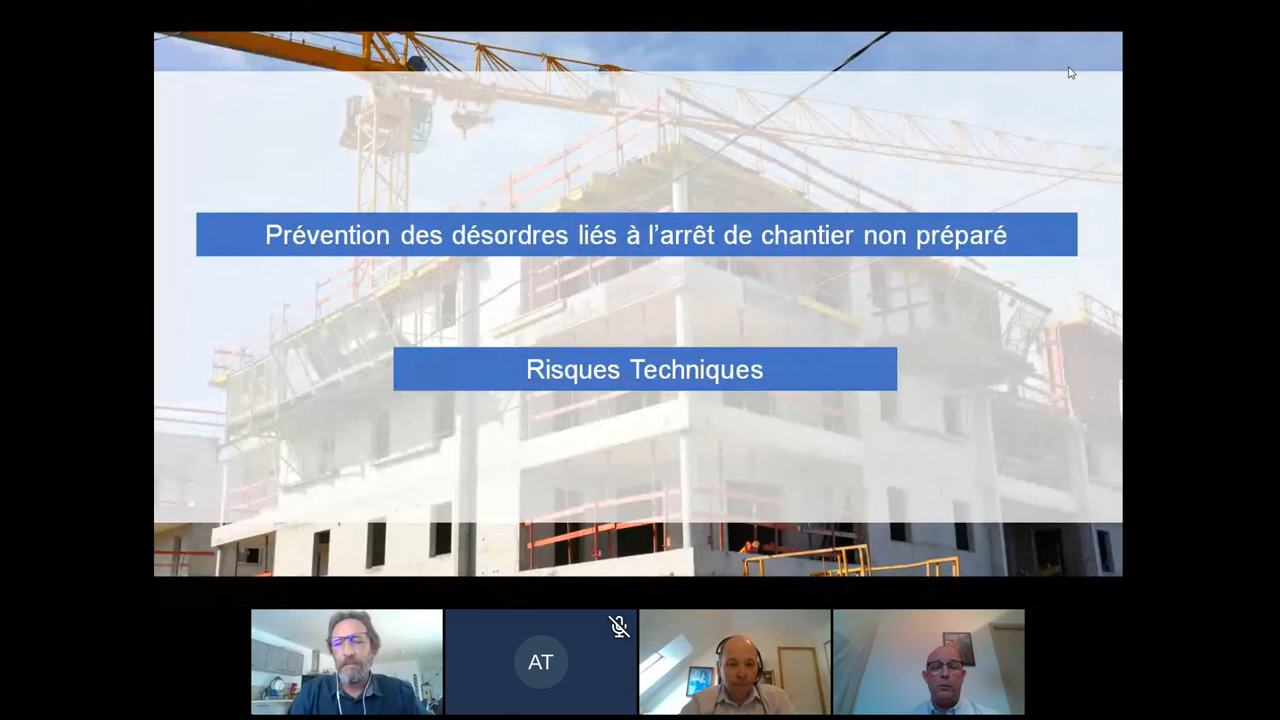 Prévention des désordres liés à l’arrêt de chantier non préparé
Risques Techniques
AT